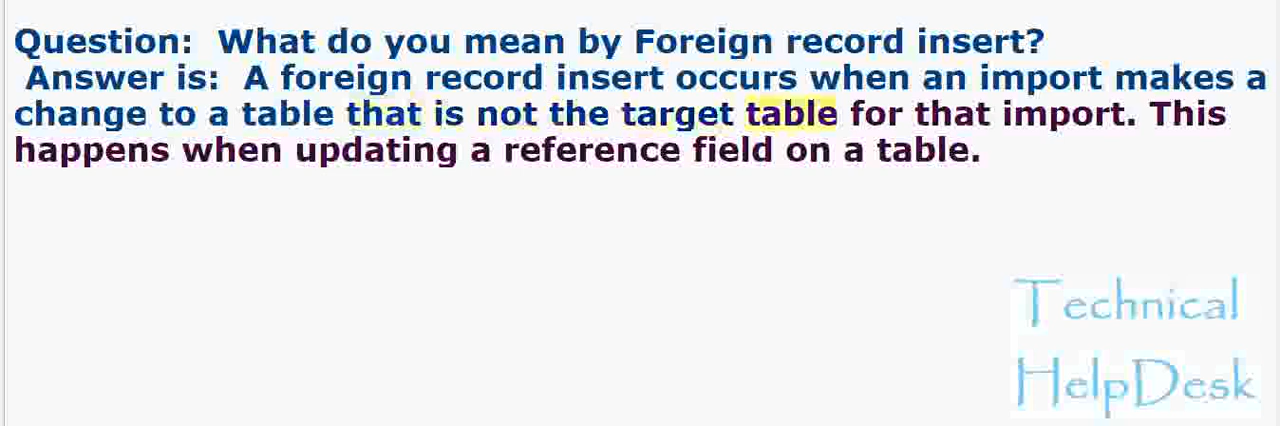 Question: What do you mean by Foreign record insert?
Answer is: A foreign record insert occurs when an import makes a
change to a table that is not the target table for that import. This
happens when updating a reference field on a table.
Technical
HelpDesk